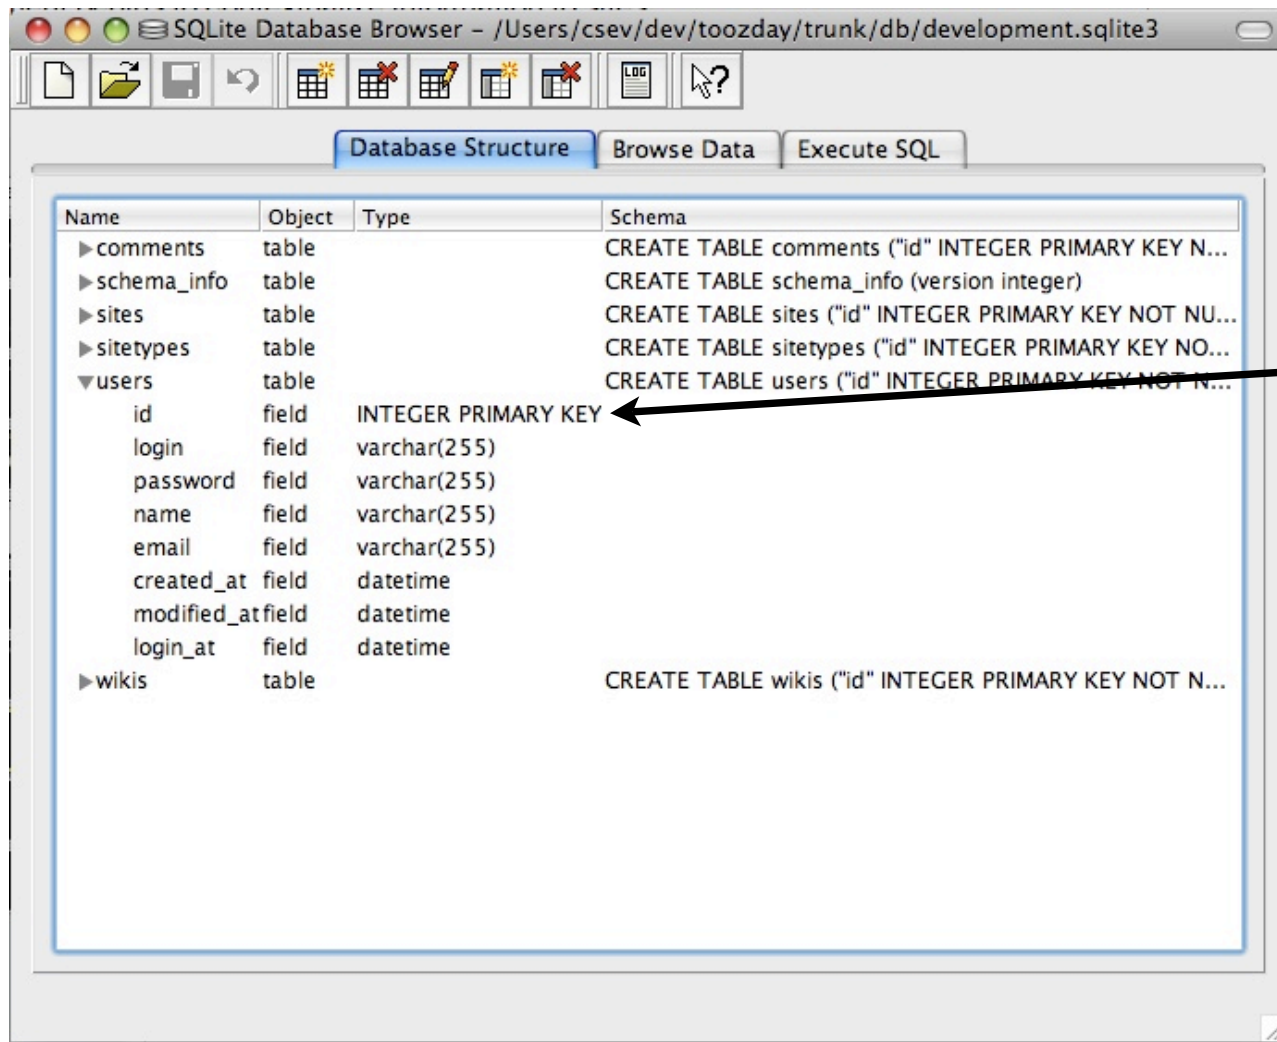 SQLite Database Browser – /Users/csev/dev/toozday/trunk/db/development.sqlite3
LOG
?
Database Structure Browse Data Execute SQL
Name Object Type Schema
comments table CREATE TABLE comments ("id" INTEGER PRIMARY KEY N...
schema_info table CREATE TABLE schema_info (version integer)
sites table CREATE TABLE sites ("id" INTEGER PRIMARY KEY NOT NU...
sitetypes table CREATE TABLE sitetypes ("id" INTEGER PRIMARY KEY NO...
users table CREATE TABLE users ("id" INTEGER PRIMARY KEY NOT N...
id field INTEGER PRIMARY KEY
login field varchar(255)
password field varchar(255)
name field varchar(255)
email field varchar(255)
created_at field datetime
modified_at field datetime
login_at field datetime
wikis table CREATE TABLE wikis ("id" INTEGER PRIMARY KEY NOT N...